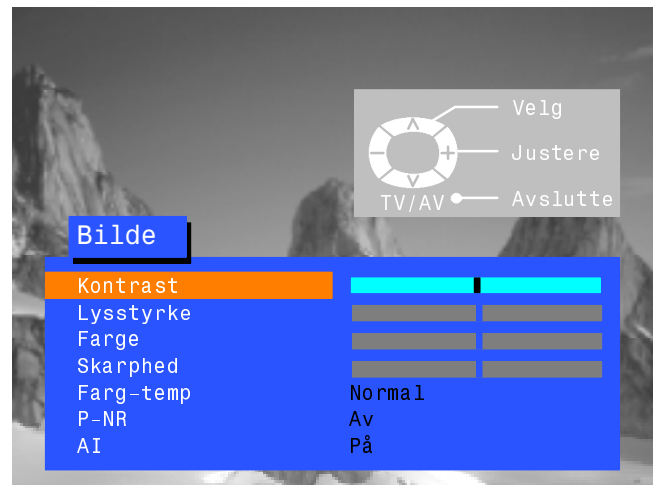 Velg
Justere
TV/AV Avslutte
Bilde
Kontrast
Lysstyrke
Farge
Skarphed
Farg-temp Normal
P-NR Av
AI På